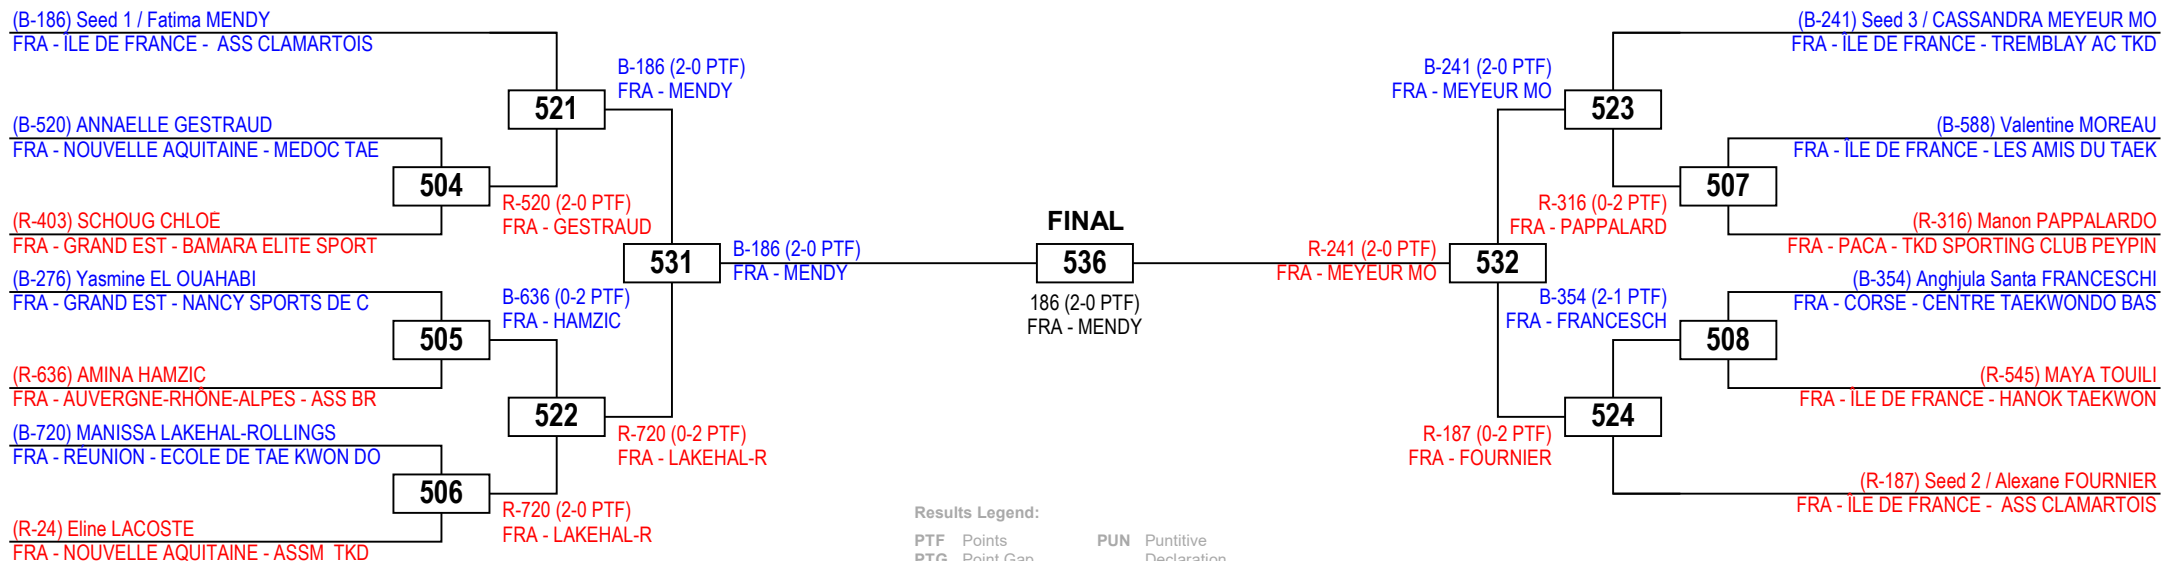 (B-186) Seed 1 / Fatima MENDY
FRA - ÎLE DE FRANCE - ASS CLAMARTOIS
(B-520) ANNAELLE GESTRAUD
FRA - NOUVELLE AQUITAINE - MEDOC TAE
(R-403) SCHOUG CHLOE
FRA - GRAND EST - BAMARA ELITE SPORT
(B-276) Yasmine EL OUAHABI
FRA - GRAND EST - NANCY SPORTS DE C
(R-636) AMINA HAMZIC
FRA - AUVERGNE-RHÔNE-ALPES - ASS BR
(B-720) MANISSA LAKEHAL-ROLLINGS
FRA - RÉUNION - ECOLE DE TAE KWON DO
(R-24) Eline LACOSTE
FRA - NOUVELLE AQUITAINE - ASSM TKD
504
505
506
R-520 (2-0 PTF)
FRA - GESTRAUD
B-636 (0-2 PTF)
FRA - HAMZIC
R-720 (2-0 PTF)
FRA - LAKEHAL-R
521
522
B-186 (2-0 PTF)
FRA - MENDY
R-720 (0-2 PTF)
FRA - LAKEHAL-R
531
B-186 (2-0 PTF)
FRA - MENDY
FINAL
536
186 (2-0 PTF)
FRA - MENDY
R-241 (2-0 PTF)
FRA - MEYEUR MO
532
B-241 (2-0 PTF)
FRA - MEYEUR MO
R-187 (0-2 PTF)
FRA - FOURNIER
523
524
R-316 (0-2 PTF)
FRA - PAPPALARD
B-354 (2-1 PTF)
FRA - FRANCESCH
507
508
(B-241) Seed 3 / CASSANDRA MEYEUR MO
FRA - ÎLE DE FRANCE - TREMBLAY AC TKD
(B-588) Valentine MOREAU
FRA - ÎLE DE FRANCE - LES AMIS DU TAEK
(R-316) Manon PAPPALARDO
FRA - PACA - TKD SPORTING CLUB PEYPIN
(B-354) Anghjula Santa FRANCESCHI
FRA - CORSE - CENTRE TAEKWONDO BAS
(R-545) MAYA TOUILI
FRA - ÎLE DE FRANCE - HANOK TAEKWON
(R-187) Seed 2 / Alexane FOURNIER
FRA - ÎLE DE FRANCE - ASS CLAMARTOIS
Results Legend:
PTF Points PUN Puntitive
PTG Point Gap Declaration